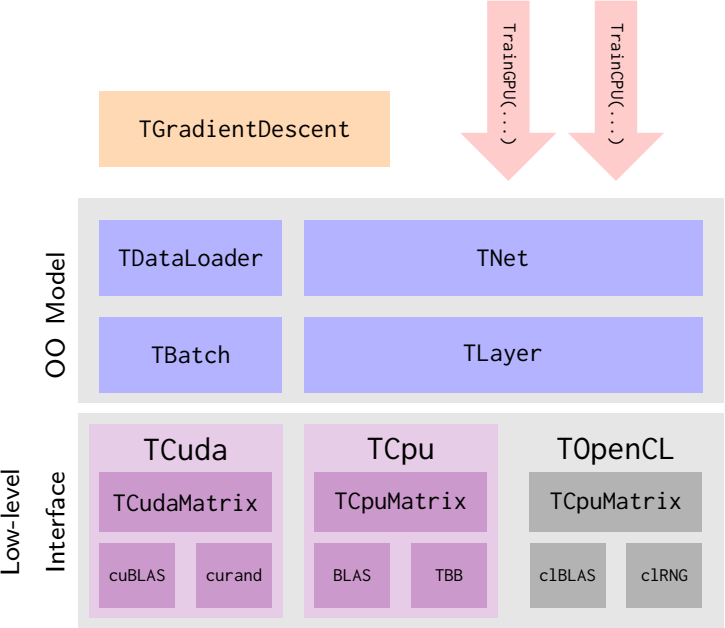 TrainGPU(...)
TrainCPU(...)
TGradientDescent
OO Model
TDataLoader
TNet
TBatch
TLayer
Low-level
Interface
TCuda
TCpu
TOpenCL
TCudaMatrix
TCpuMatrix
TCpuMatrix
cuBLAS
curand
BLAS
TBB
clBLAS
clRNG